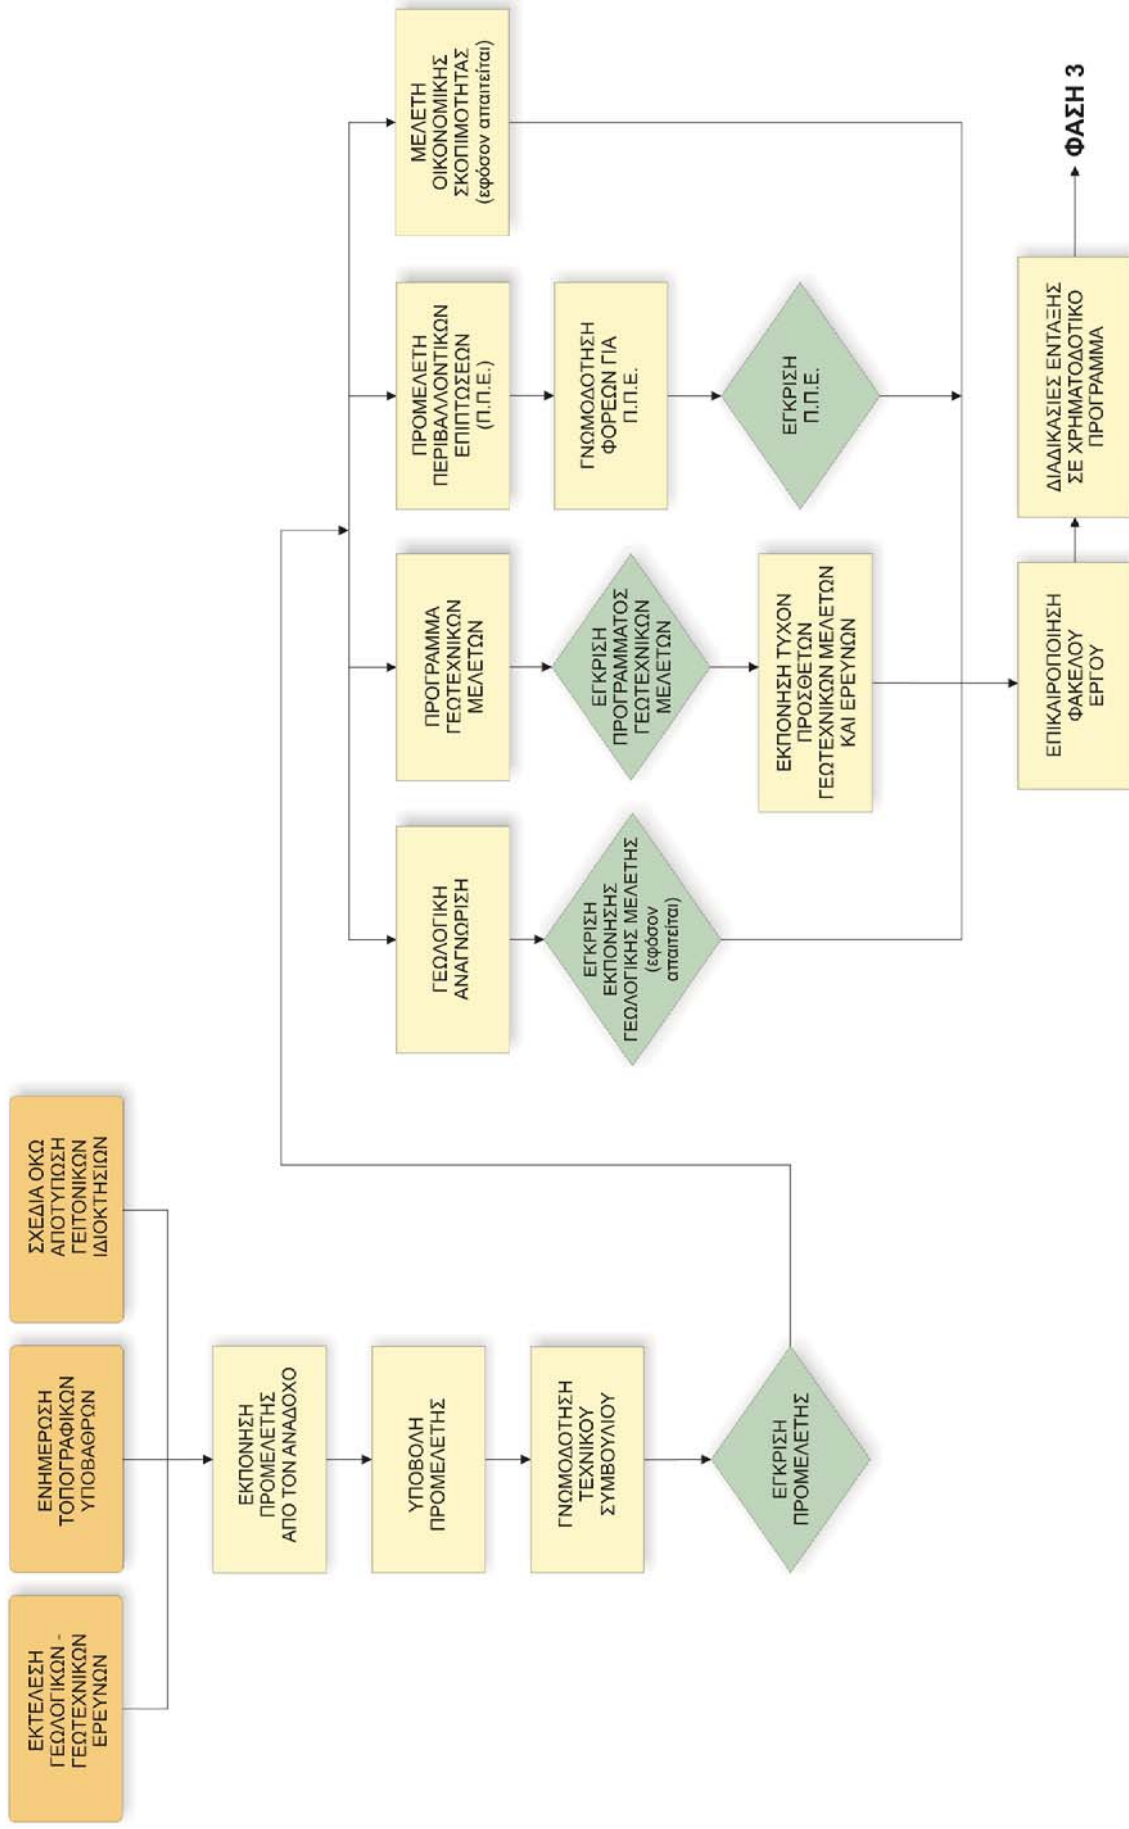 ΕΚΤΕΛΕΣΗ
ΓΕΩΛΟΓΙΚΩΝ -
ΓΕΩΤΕΧΝΙΚΩΝ
ΕΡΕΥΝΩΝ
ΕΝΗΜΕΡΩΣΗ
ΤΟΠΟΓΡΑΦΙΚΩΝ
ΥΠΟΒΑΘΡΩΝ
ΣΧΕΔΙΑ ΟΚΩ
ΑΠΟΤΥΠΩΣΗ
ΓΕΙΤΟΝΙΚΩΝ
ΙΔΙΟΚΤΗΣΙΩΝ
ΕΚΠΟΝΗΣΗ
ΠΡΟΜΕΛΕΤΗΣ
ΑΠΟ ΤΟΝ ΑΝΑΔΟΧΟ
ΥΠΟΒΟΛΗ
ΠΡΟΜΕΛΕΤΗΣ
ΓΝΩΜΟΔΟΤΗΣΗ
ΤΕΧΝΙΚΟΥ
ΣΥΜΒΟΥΛΙΟΥ
ΕΓΚΡΙΣΗ
ΠΡΟΜΕΛΕΤΗΣ
ΓΕΩΛΟΓΙΚΗ
ΑΝΑΓΝΩΡΙΣΗ
ΕΓΚΡΙΣΗ
ΕΚΠΟΝΗΣΗΣ
ΓΕΩΛΟΓΙΚΗΣ ΜΕΛΕΤΗΣ
(εφόσον
απαιτείται)
ΠΡΟΓΡΑΜΜΑ
ΓΕΩΤΕΧΝΙΚΩΝ
ΜΕΛΕΤΩΝ
ΕΓΚΡΙΣΗ
ΠΡΟΓΡΑΜΜΑΤΟΣ
ΓΕΩΤΕΧΝΙΚΩΝ
ΜΕΛΕΤΩΝ
ΕΚΠΟΝΗΣΗ ΤΥΧΟΝ
ΠΡΟΣΘΕΤΩΝ
ΓΕΩΤΕΧΝΙΚΩΝ ΜΕΛΕΤΩΝ
ΚΑΙ ΕΡΕΥΝΩΝ
ΠΡΟΜΕΛΕΤΗ
ΠΕΡΙΒΑΛΛΟΝΤΙΚΩΝ
ΕΠΙΠΤΩΣΕΩΝ
(Π.Π.Ε.)
ΓΝΩΜΟΔΟΤΗΣΗ
ΦΟΡΕΩΝ ΓΙΑ
Π.Π.Ε.
ΕΓΚΡΙΣΗ
Π.Π.Ε.
ΜΕΛΕΤΗ
ΟΙΚΟΝΟΜΙΚΗΣ
ΣΚΟΠΙΜΟΤΗΤΑΣ
(εφόσον απαιτείται)
ΕΠΙΚΑΙΡΟΠΟΙΗΣΗ
ΦΑΚΕΛΟΥ
ΕΡΓΟΥ
ΔΙΑΔΙΚΑΣΙΕΣ ΕΝΤΑΞΗΣ
ΣΕ ΧΡΗΜΑΤΟΔΟΤΙΚΟ
ΠΡΟΓΡΑΜΜΑ
ΦΑΣΗ 3